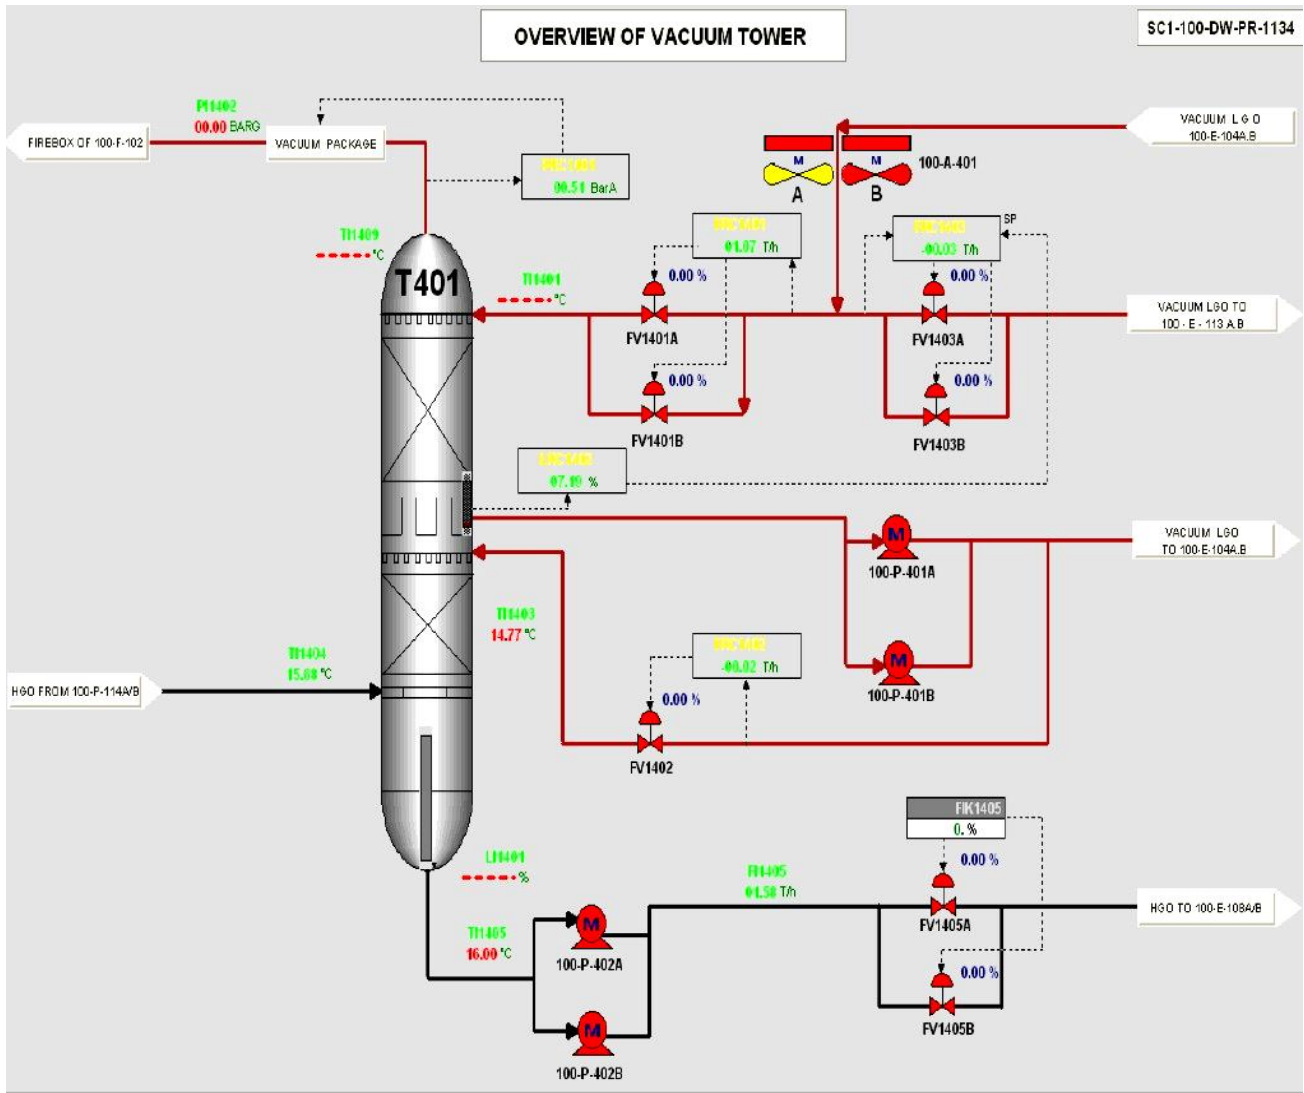 OVERVIEW OF VACUUM TOWER
SC1-100-DW-PR-1134
PI1402
00.00 BARG
FIREBOX OF 100-F-102
VACUUM PACKAGE
00.51 BarA
VACUUM L G O
100-E-104A.B
M
M
100-A-401
A
B
TI1409
------ °C
T401
TI1401
------ °C
01.07 T/h
0.00 %
FV1401A
0.00 %
FV1401B
SP
-00.03 T/h
0.00 %
FV1403A
0.00 %
FV1403B
VACUUM LGO TO
100 - E - 113 A.B
07.19 %
M
100-P-401A
M
100-P-401B
VACUUM LGO
TO 100-E-104A.B
TI1403
14.77 °C
TI1404
15.68 °C
HGO FROM 100-P-114A/B
-00.02 T/h
0.00 %
FV1402
LI1401
------ %
TI1405
16.00 °C
M
100-P-402A
M
100-P-402B
FI1405
01.58 T/h
FIK1405
0. %
0.00 %
FV1405A
0.00 %
FV1405B
HGO TO 100-E-108A/B